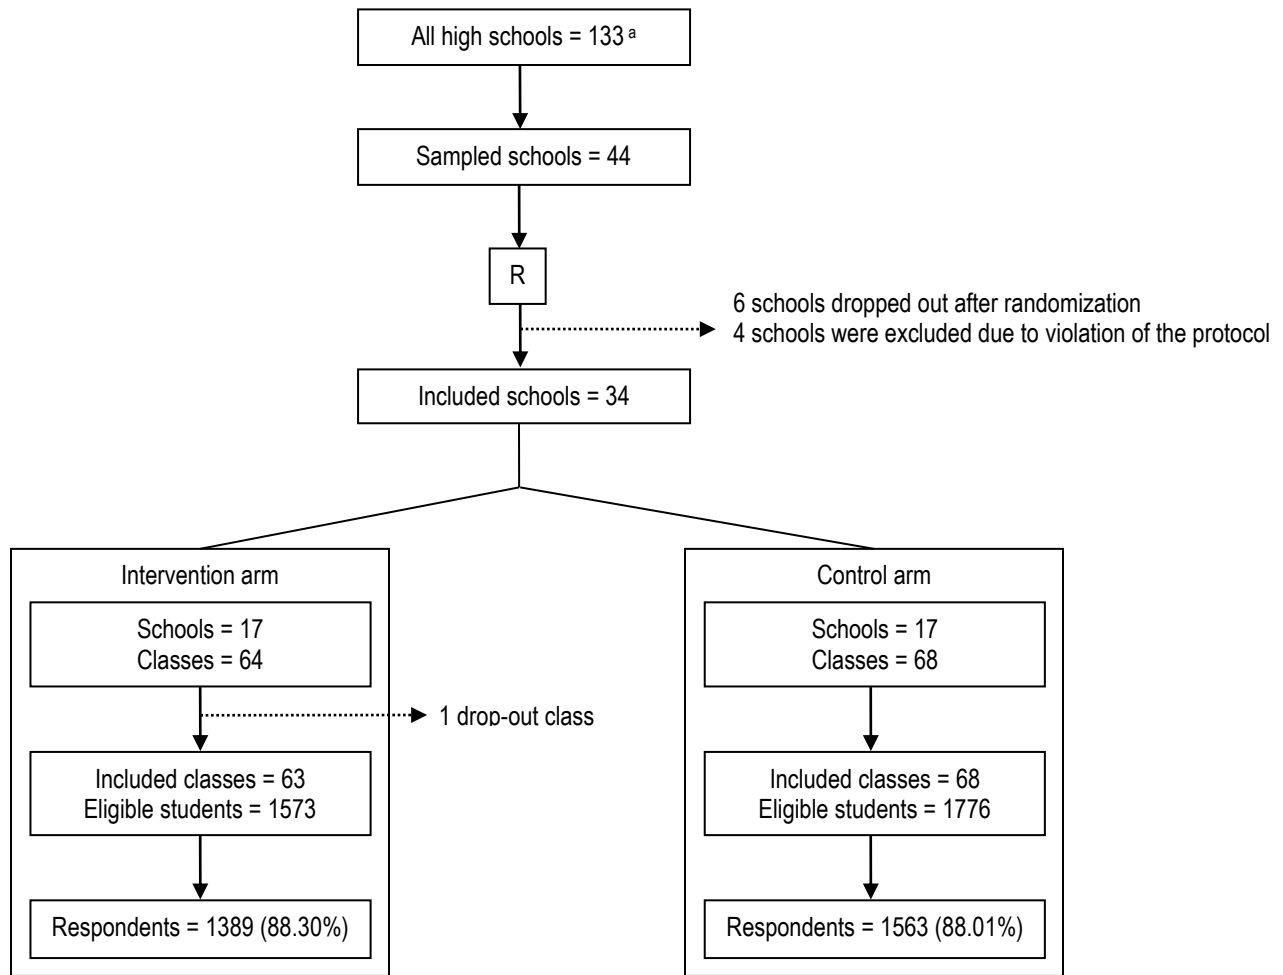 All high schools = 133 a
Sampled schools = 44
R
6 schools dropped out after randomization
4 schools were excluded due to violation of the protocol
Included schools = 34
Intervention arm
Schools = 17
Classes = 64
1 drop-out class
Included classes = 63
Eligible students = 1573
Respondents = 1389 (88.30%)
Control arm
Schools = 17
Classes = 68
Included classes = 68
Eligible students = 1776
Respondents = 1563 (88.01%)